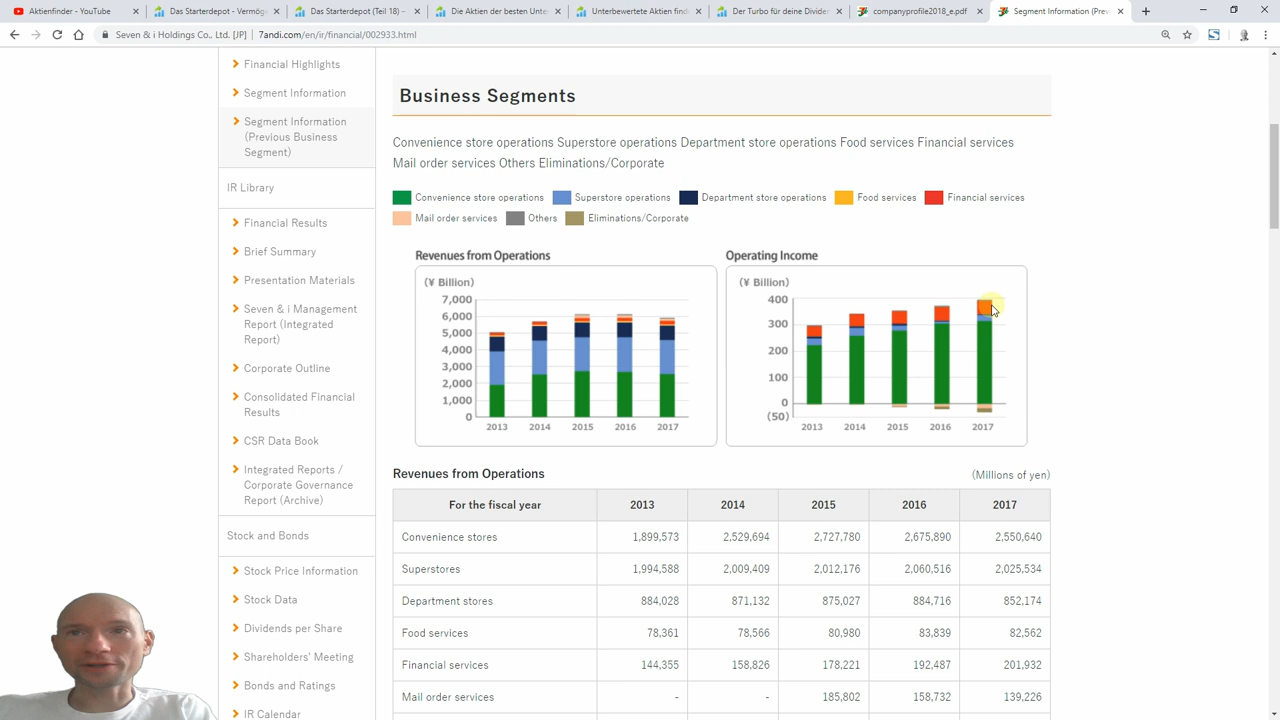 Aktienfinder - YouTube
Das Starterdepot - Vermög
Das Starterdepot (Teil 18) –
Die Aktien der besten Unter
Unterbewertete Aktien find
Der Turbo für deine Divider
companyprofile2018_e.pdf
Segment Information (Prev
Seven & i Holdings Co., Ltd. [JP] | 7andi.com/en/ir/financial/002933.html
Financial Highlights
Segment Information
Segment Information
(Previous Business
Segment)
IR Library
Financial Results
Brief Summary
Presentation Materials
Seven & i Management
Report (Integrated
Report)
Corporate Outline
Consolidated Financial
Results
CSR Data Book
Integrated Reports /
Corporate Governance
Report (Archive)
Stock and Bonds
Stock Price Information
Stock Data
Dividends per Share
Shareholders' Meeting
Bonds and Ratings
IR Calendar
Business Segments
Convenience store operations Superstore operations Department store operations Food services Financial services
Mail order services Others Eliminations/Corporate
Convenience store operations Superstore operations Department store operations Food services Financial services
Mail order services Others Eliminations/Corporate
Revenues from Operations
(¥ Billion)
7,000
6,000
5,000
4,000
3,000
2,000
1,000
0
2013 2014 2015 2016 2017
Operating Income
(¥ Billion)
400
300
200
100
0
(50)
2013 2014 2015 2016 2017
Revenues from Operations (Millions of yen)
For the fiscal year 2013 2014 2015 2016 2017
Convenience stores 1,899,573 2,529,694 2,727,780 2,675,890 2,550,640
Superstores 1,994,588 2,009,409 2,012,176 2,060,516 2,025,534
Department stores 884,028 871,132 875,027 884,716 852,174
Food services 78,361 78,566 80,980 83,839 82,562
Financial services 144,355 158,826 178,221 192,487 201,932
Mail order services - - 185,802 158,732 139,226